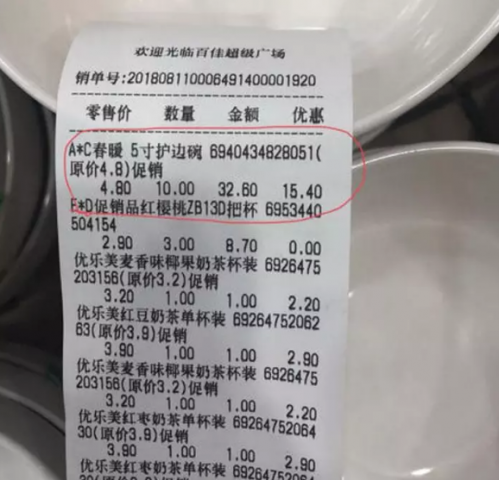 欢迎光临百佳超级广场
销单号:201808110006491400001920
零售价 数量 金额 优惠
A*C春暖 5寸护边碗 6940434828051(
原价4.8)促销
4.80 10.00 32.60 15.40
E*D促销品红樱桃ZB13D把杯 6953440
504154
2.90 3.00 8.70 0.00
优乐美麦香味椰果奶茶杯装 6926475
203156(原价3.2)促销
3.20 1.00 1.00 2.20
优乐美红豆奶茶单杯装 69264752062
63(原价3.9)促销
3.90 1.00 1.00 2.90
优乐美麦香味椰果奶茶杯装 6926475
203156(原价3.2)促销
3.20 1.00 1.00 2.20
优乐美红枣奶茶单杯装 69264752064
30(原价3.9)促销
3.90 1.00 1.00 2.90
优乐美红枣奶茶单杯装 69264752064